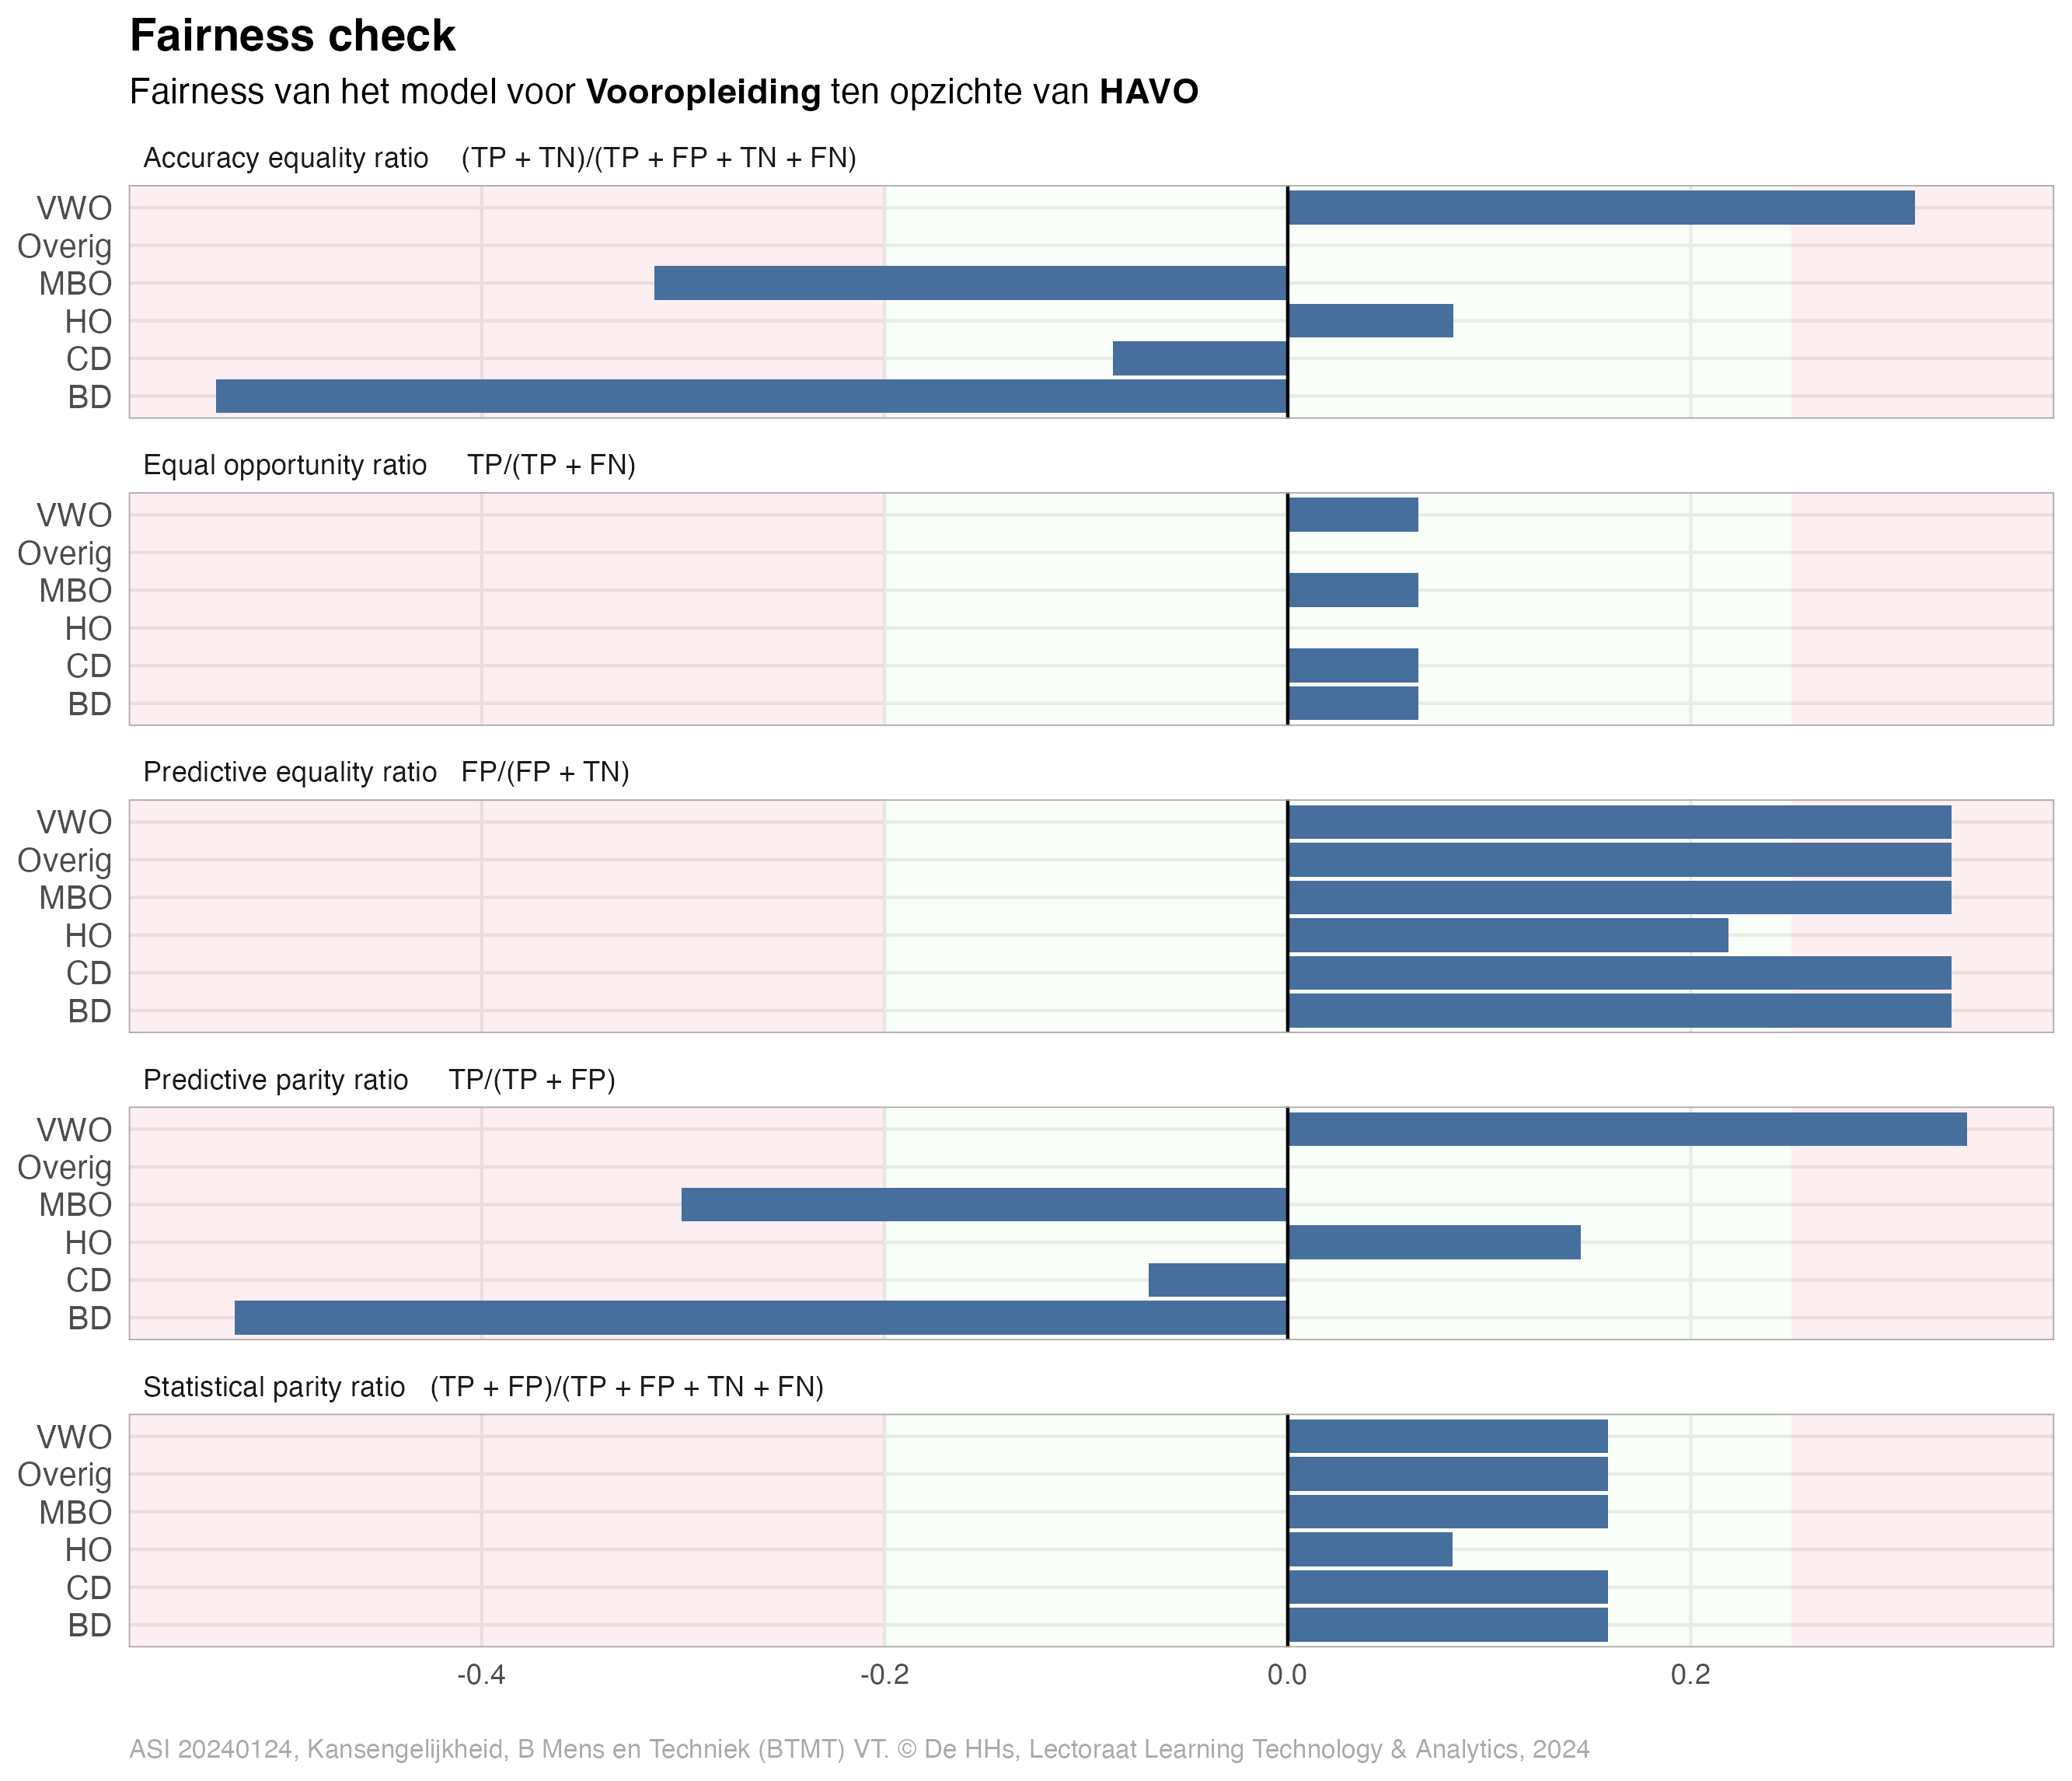 Fairness check
Fairness van het model voor Vooropleiding ten opzichte van HAVO
Accuracy equality ratio (TP + TN)/(TP + FP + TN + FN)
VWO
Overig
MBO
HO
CD
BD
Equal opportunity ratio TP/(TP + FN)
VWO
Overig
MBO
HO
CD
BD
Predictive equality ratio FP/(FP + TN)
VWO
Overig
MBO
HO
CD
BD
Predictive parity ratio TP/(TP + FP)
VWO
Overig
MBO
HO
CD
BD
Statistical parity ratio (TP + FP)/(TP + FP + TN + FN)
VWO
Overig
MBO
HO
CD
BD
-0.4 -0.2 0.0 0.2
ASI 20240124, Kansengelijkheid, B Mens en Techniek (BTMT) VT. © De HHs, Lectoraat Learning Technology & Analytics, 2024